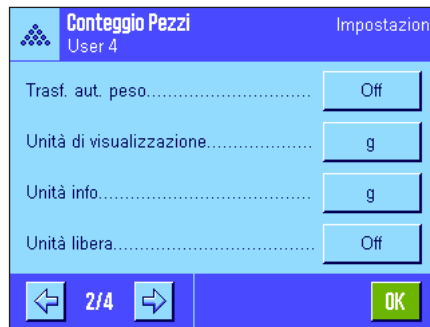 Conteggio Pezzi
Impostazion
User 4
Trasf. aut. peso................................ Off
Unità di visualizzazione.................... g
Unità info......................................... g
Unità libera...................................... Off
2/4
OK